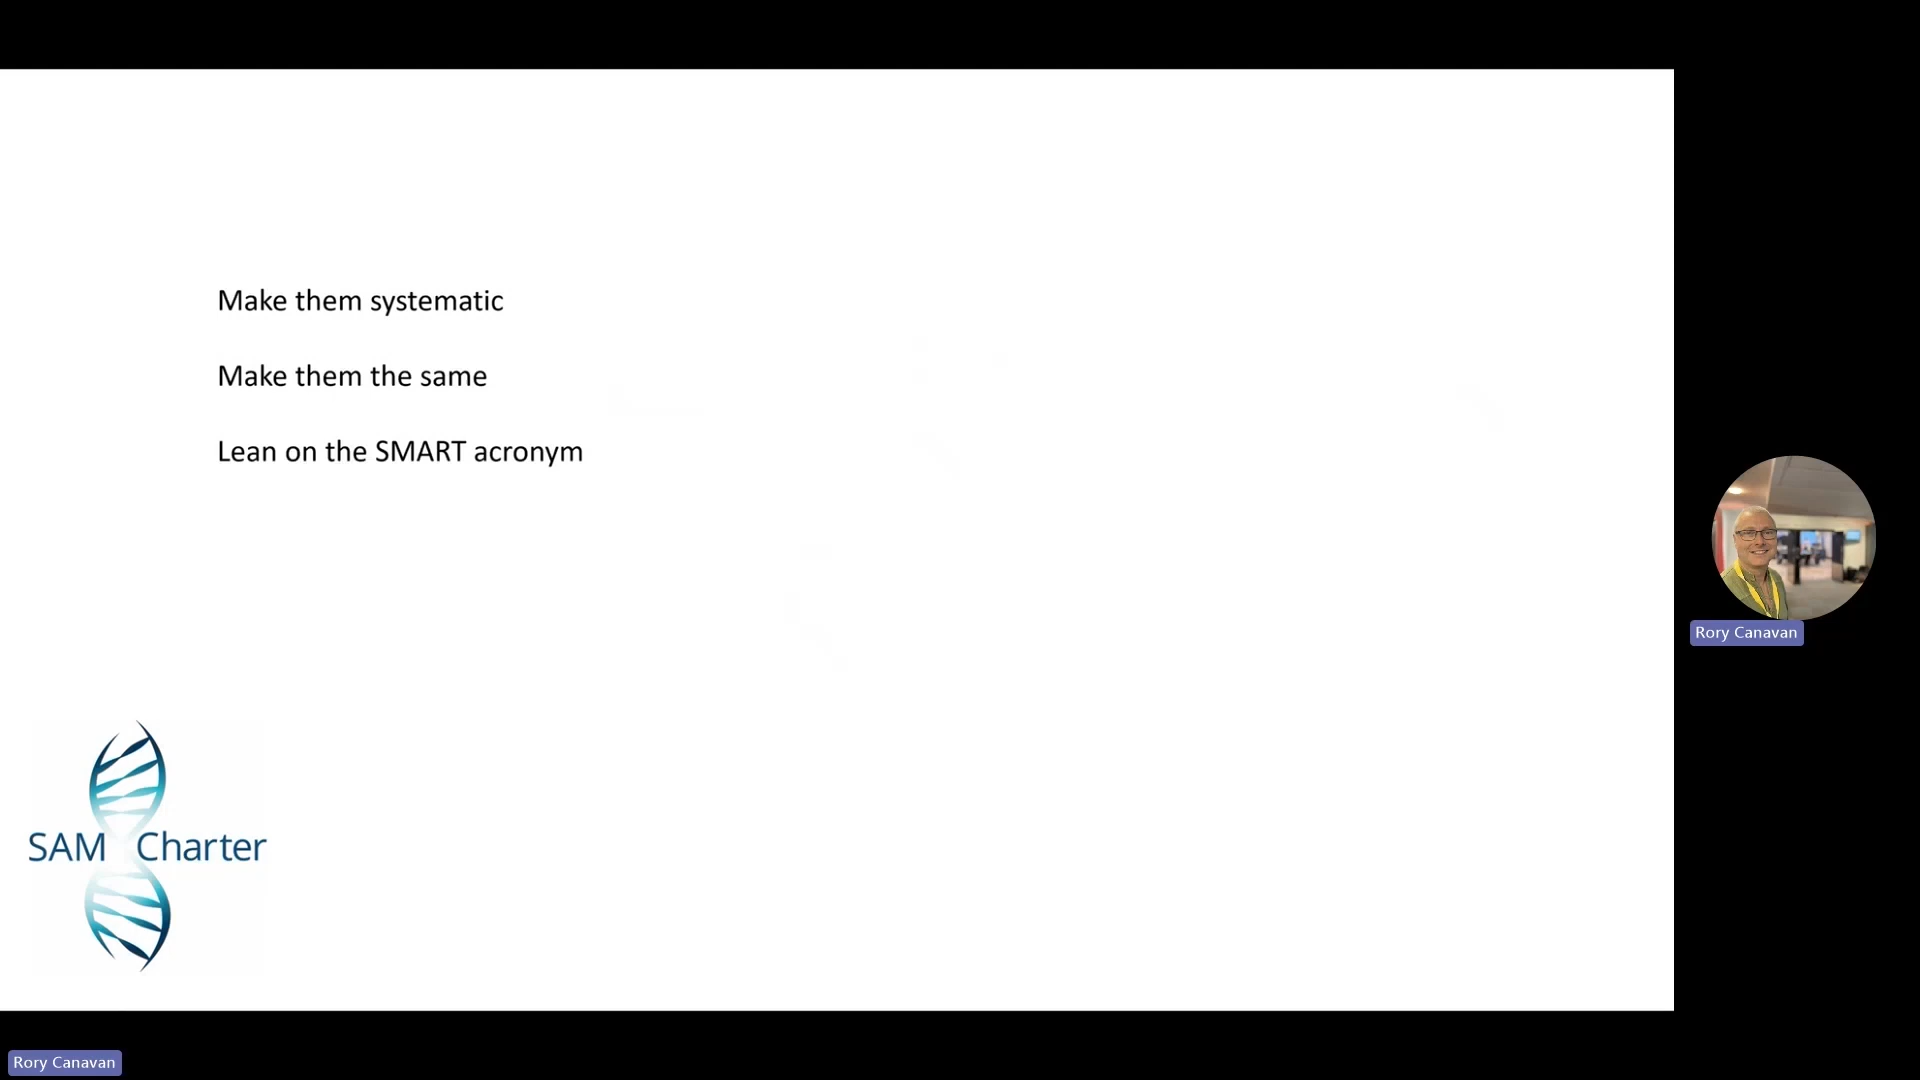 Make them systematic
Make them the same
Lean on the SMART acronym
Rory Canavan
SAM Charter
Rory Canavan